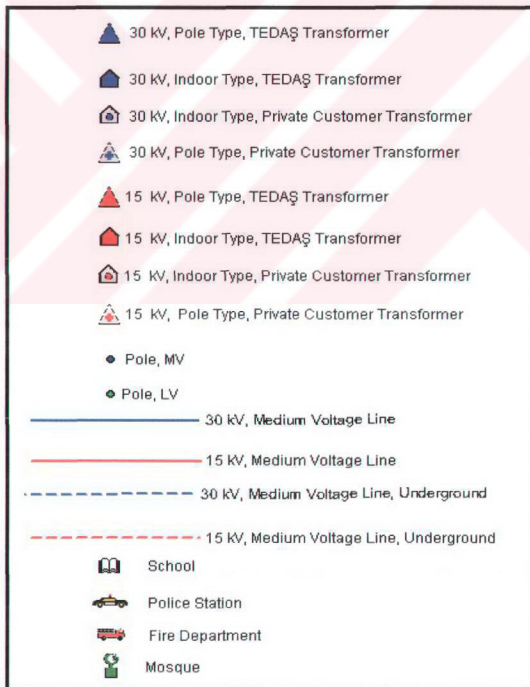 30 kV, Pole Type, TEDAŞ Transformer
30 kV, Indoor Type, TEDAŞ Transformer
30 kV, Indoor Type, Private Customer Transformer
30 kV, Pole Type, Private Customer Transformer
15 kV, Pole Type, TEDAŞ Transformer
15 kV, Indoor Type, TEDAŞ Transformer
15 kV, Indoor Type, Private Customer Transformer
15 kV, Pole Type, Private Customer Transformer
Pole, MV
Pole, LV
30 kV, Medium Voltage Line
15 kV, Medium Voltage Line
30 kV, Medium Voltage Line, Underground
15 kV, Medium Voltage Line, Underground
School
Police Station
Fire Department
Mosque